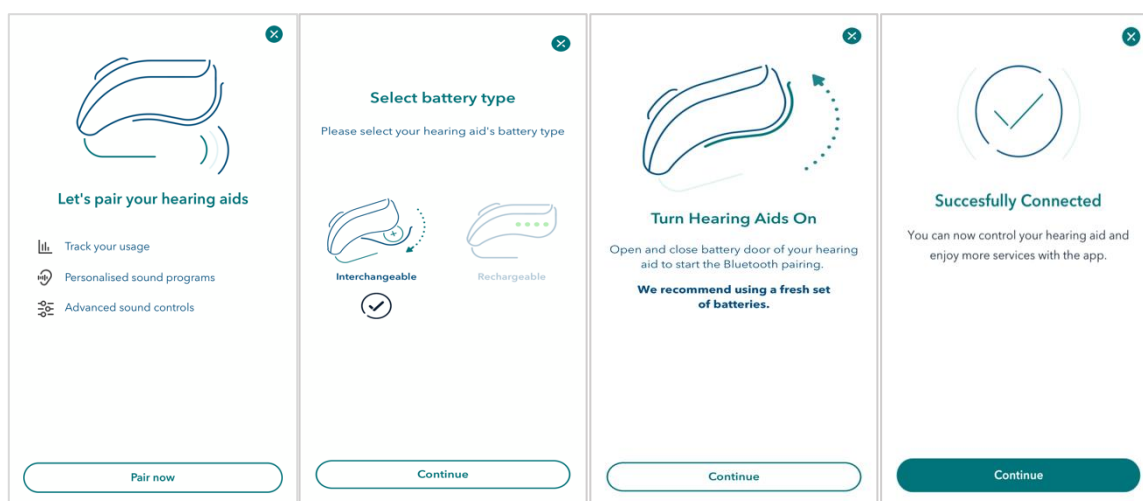 Let's pair your hearing aids
Track your usage
Personalised sound programs
Advanced sound controls
Pair now
Select battery type
Please select your hearing aid's battery type
Interchangeable
Rechargeable
Continue
Turn Hearing Aids On
Open and close battery door of your hearing
aid to start the Bluetooth pairing.
We recommend using a fresh set
of batteries.
Continue
Succesfully Connected
You can now control your hearing aid and
enjoy more services with the app.
Continue